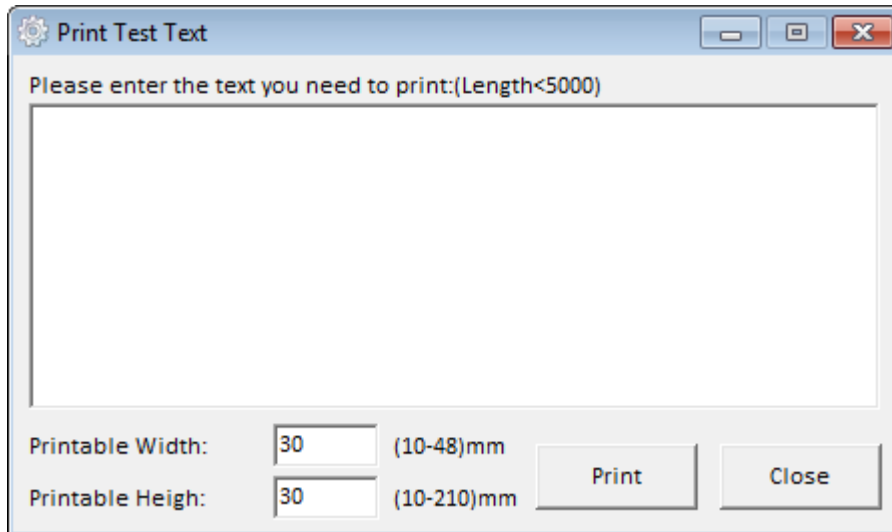 Print Test Text
Please enter the text you need to print:(Length<5000)
Printable Width: 30 (10-48)mm
Print Close
Printable Heigh: 30 (10-210)mm